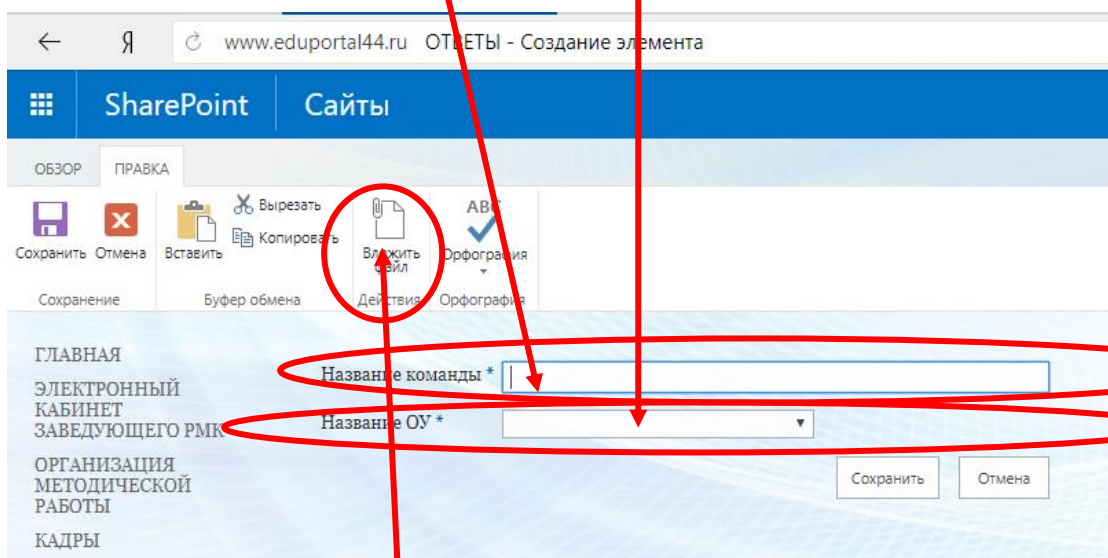 ← Я www.eduportal44.ru ОТВЕТЫ - Создание элемента
SharePoint Сайты
ОБЗОР ПРАВКА
Сохранить Отмена Вставить Вырезать Копировать Вложить файл ABC Орфография
Сохранение Буфер обмена Действия Орфография
ГЛАВНАЯ
ЭЛЕКТРОННЫЙ
КАБИНЕТ
ЗАВЕДУЮЩЕГО РМК
ОРГАНИЗАЦИЯ
МЕТОДИЧЕСКОЙ
РАБОТЫ
КАДРЫ
Название команды *
Название ОУ *
Сохранить Отмена